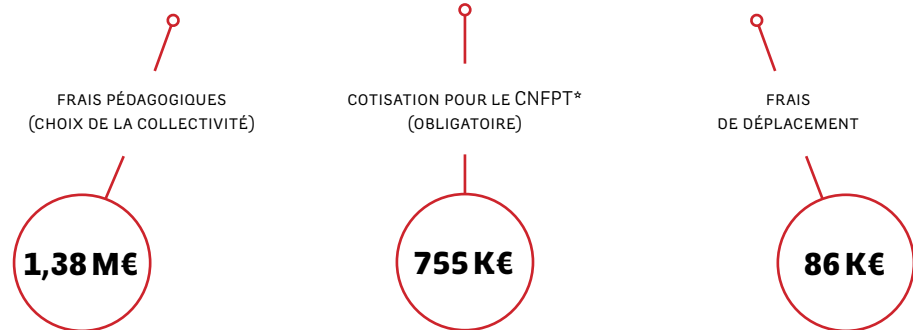 FRAIS PÉDAGOGIQUES
(CHOIX DE LA COLLECTIVITÉ)
1,38 M€
COTISATION POUR LE CNFPT*
(OBLIGATOIRE)
755 K€
FRAIS
DE DÉPLACEMENT
86 K€